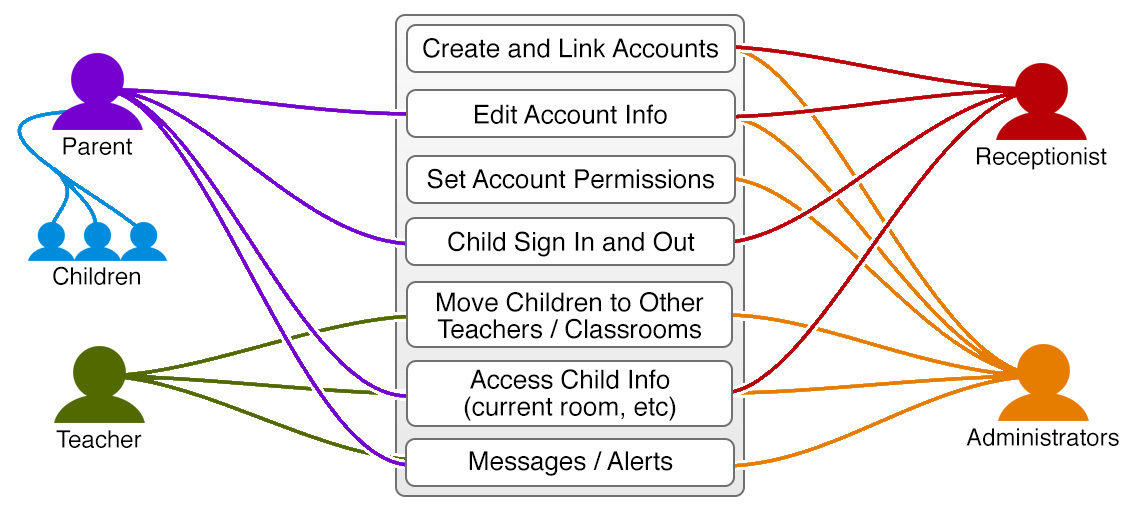 Create and Link Accounts
Edit Account Info
Parent
Receptionist
Set Account Permissions
Child Sign In and Out
Children
Move Children to Other
Teachers / Classrooms
Access Child Info
(current room, etc)
Teacher
Administrators
Messages / Alerts